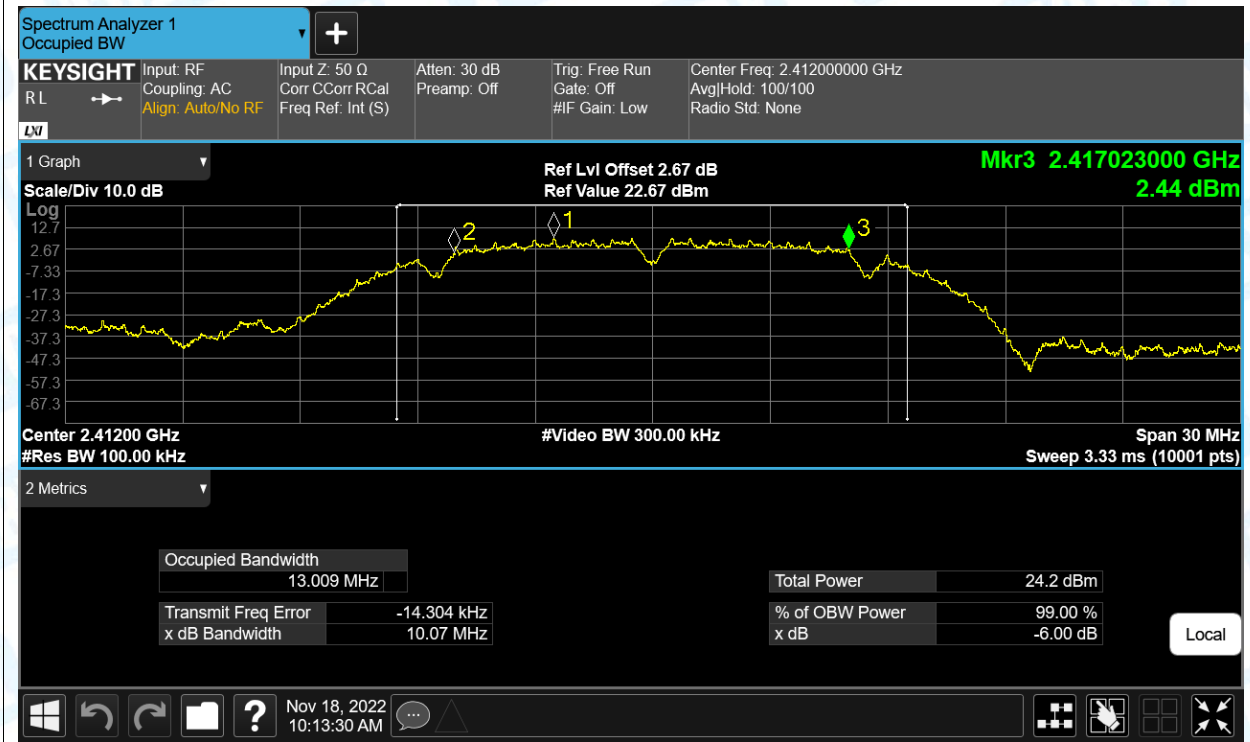 Spectrum Analyzer 1
Occupied BW
KEYSIGHT
R L
LXI
Input: RF
Coupling: AC
Align: Auto/No RF
Input Z: 50 Ω
Corr CCorr RCal
Freq Ref: Int (S)
Atten: 30 dB
Preamp: Off
Trig: Free Run
Gate: Off
#IF Gain: Low
Center Freq: 2.412000000 GHz
Avg|Hold: 100/100
Radio Std: None
1 Graph
Scale/Div 10.0 dB
Ref Lvl Offset 2.67 dB
Ref Value 22.67 dBm
Mkr3 2.417023000 GHz
2.44 dBm
Log
12.7
2.67
-7.33
-17.3
-27.3
-37.3
-47.3
-57.3
-67.3
2
1
3
Center 2.41200 GHz
#Res BW 100.00 kHz
#Video BW 300.00 kHz
Span 30 MHz
Sweep 3.33 ms (10001 pts)
2 Metrics
Occupied Bandwidth
13.009 MHz
Transmit Freq Error -14.304 kHz
x dB Bandwidth 10.07 MHz
Total Power 24.2 dBm
% of OBW Power 99.00 %
x dB -6.00 dB
Local
?
Nov 18, 2022
10:13:30 AM